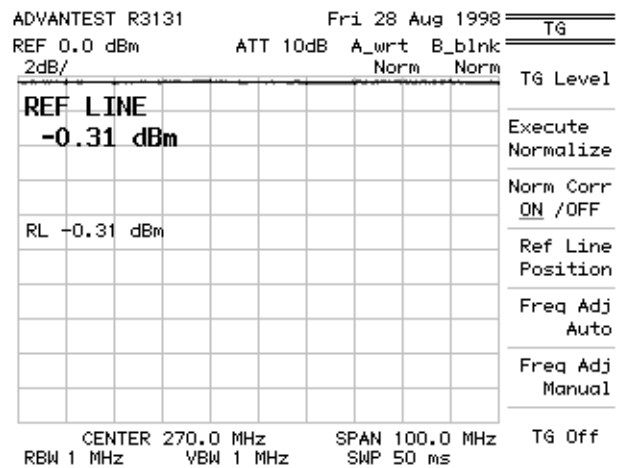 ADVANTEST R3131 Fri 28 Aug 1998
REF 0.0 dBm ATT 10dB A_wrt B_blnk
2dB/ Norm Norm
REF LINE
-0.31 dBm
RL -0.31 dBm
CENTER 270.0 MHz SPAN 100.0 MHz
RBW 1 MHz VBW 1 MHz SWP 50 ms
TG
TG Level
Execute
Normalize
Norm Corr
ON /OFF
Ref Line
Position
Freq Adj
Auto
Freq Adj
Manual
TG Off